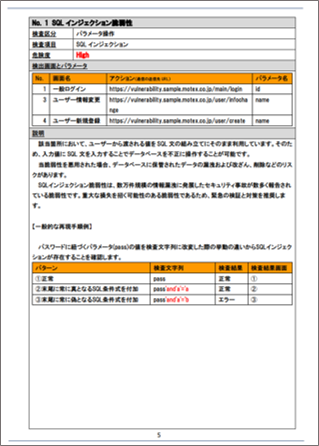 No. 1 SQLインジェクション脆弱性
検査区分 パラメータ操作
検査項目 SQLインジェクション
危険度 High
検出画面とパラメータ
No. 画面名 アクション(画面の送信先 URL) パラメータ名
1 一般ログイン https://vulnerability.sample.motex.co.jp/main/login id
3 ユーザー情報変更 https://vulnerability.sample.motex.co.jp/user/infocha name
nge
4 ユーザー新規登録 https://vulnerability.sample.motex.co.jp/user/create name
説明
該当箇所において、ユーザーから渡される値を SQL 文の組み立てにそのまま利用しています。そのた
め、入力値に SQL 文を入力することでデータベースを不正に操作することが可能です。
当脆弱性を悪用された場合、データベースに保管されたデータの漏洩および改ざん、削除などのリス
クがあります。
SQLインジェクション脆弱性は、数万件規模の情報漏洩に発展したセキュリティ事故が数多く報告され
ている脆弱性です。重大な損失を招く可能性のある脆弱性であるため、緊急の検証と対策を推奨しま
す。
【一般的な再現手順例】
パスワードに紐づくパラメータ(pass)の値を検査文字列に改変した際の挙動の違いからSQLインジェク
ションが存在することを確認します。
パターン 検査文字列 検査結果 検査結果画面
①正常 pass 正常 ①
②末尾に常に真となるSQL条件式を付加 pass'and'a'='a 正常 ②
③末尾に常に偽となるSQL条件式を付加 pass'and'a'='b エラー ③
5